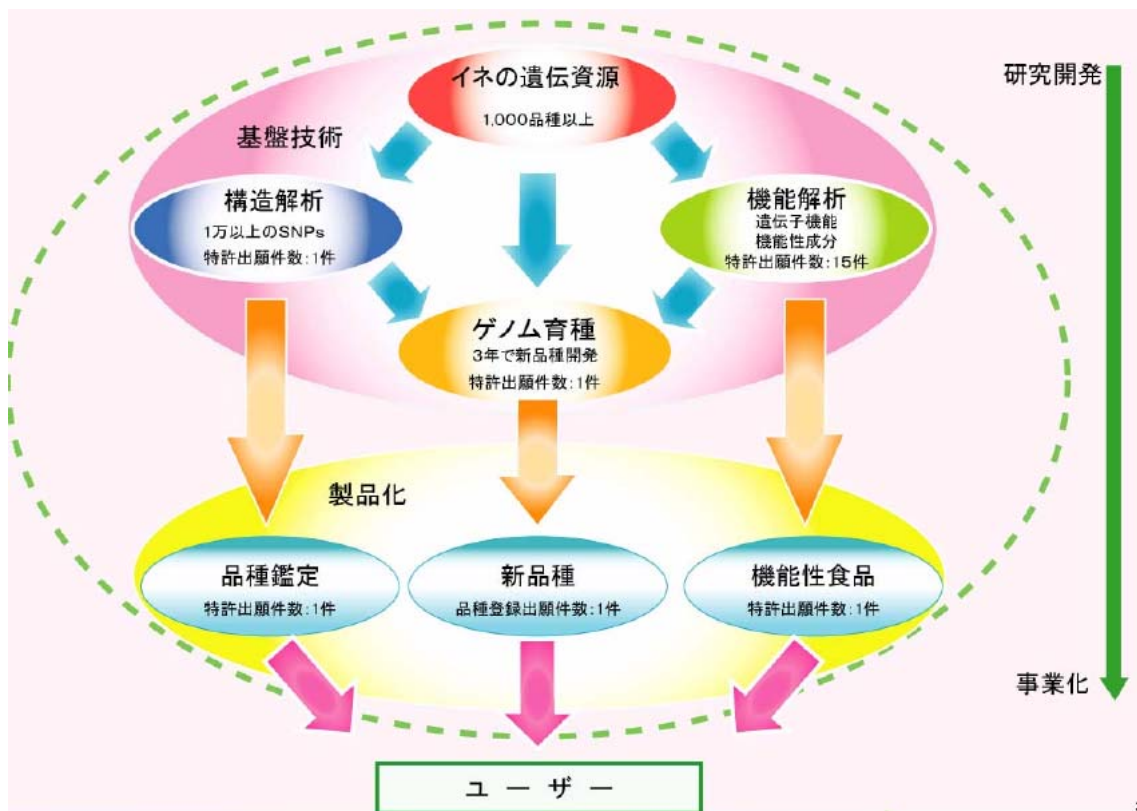 イネの遺伝資源
1,000品種以上
研究開発
基盤技術
構造解析
1万以上のSNPs
特許出願件数:1件
機能解析
遺伝子機能
機能性成分
特許出願件数:15件
ゲノム育種
3年で新品種開発
特許出願件数:1件
製品化
品種鑑定
特許出願件数:1件
新品種
品種登録出願件数:1件
機能性食品
特許出願件数:1件
事業化
ユーザー